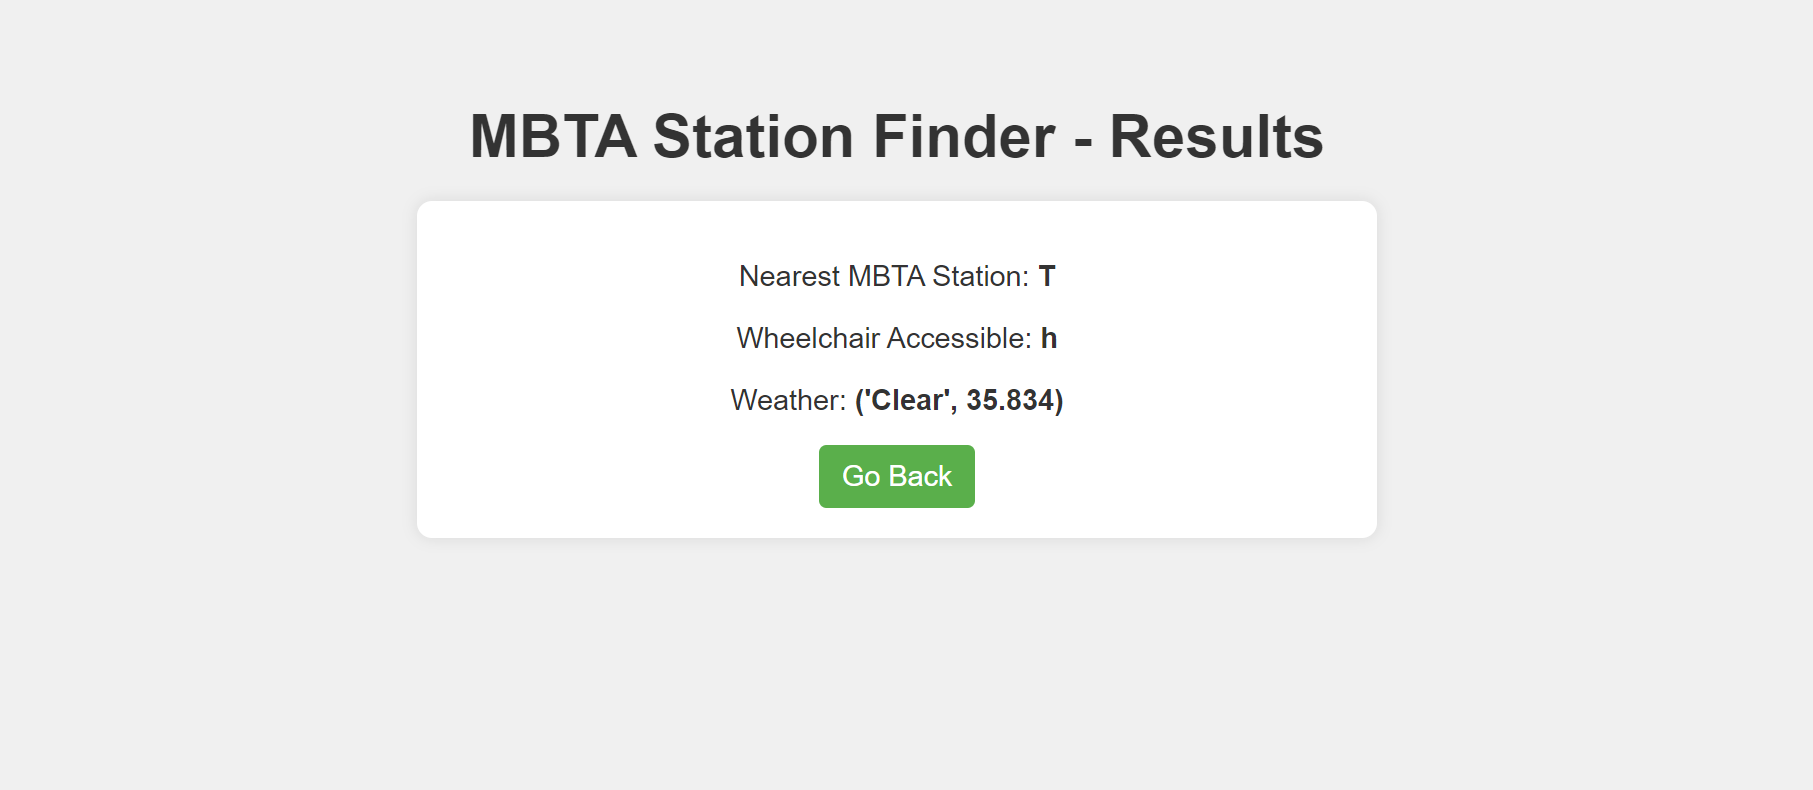 MBTA Station Finder - Results
Nearest MBTA Station: T
Wheelchair Accessible: h
Weather: ('Clear', 35.834)
Go Back